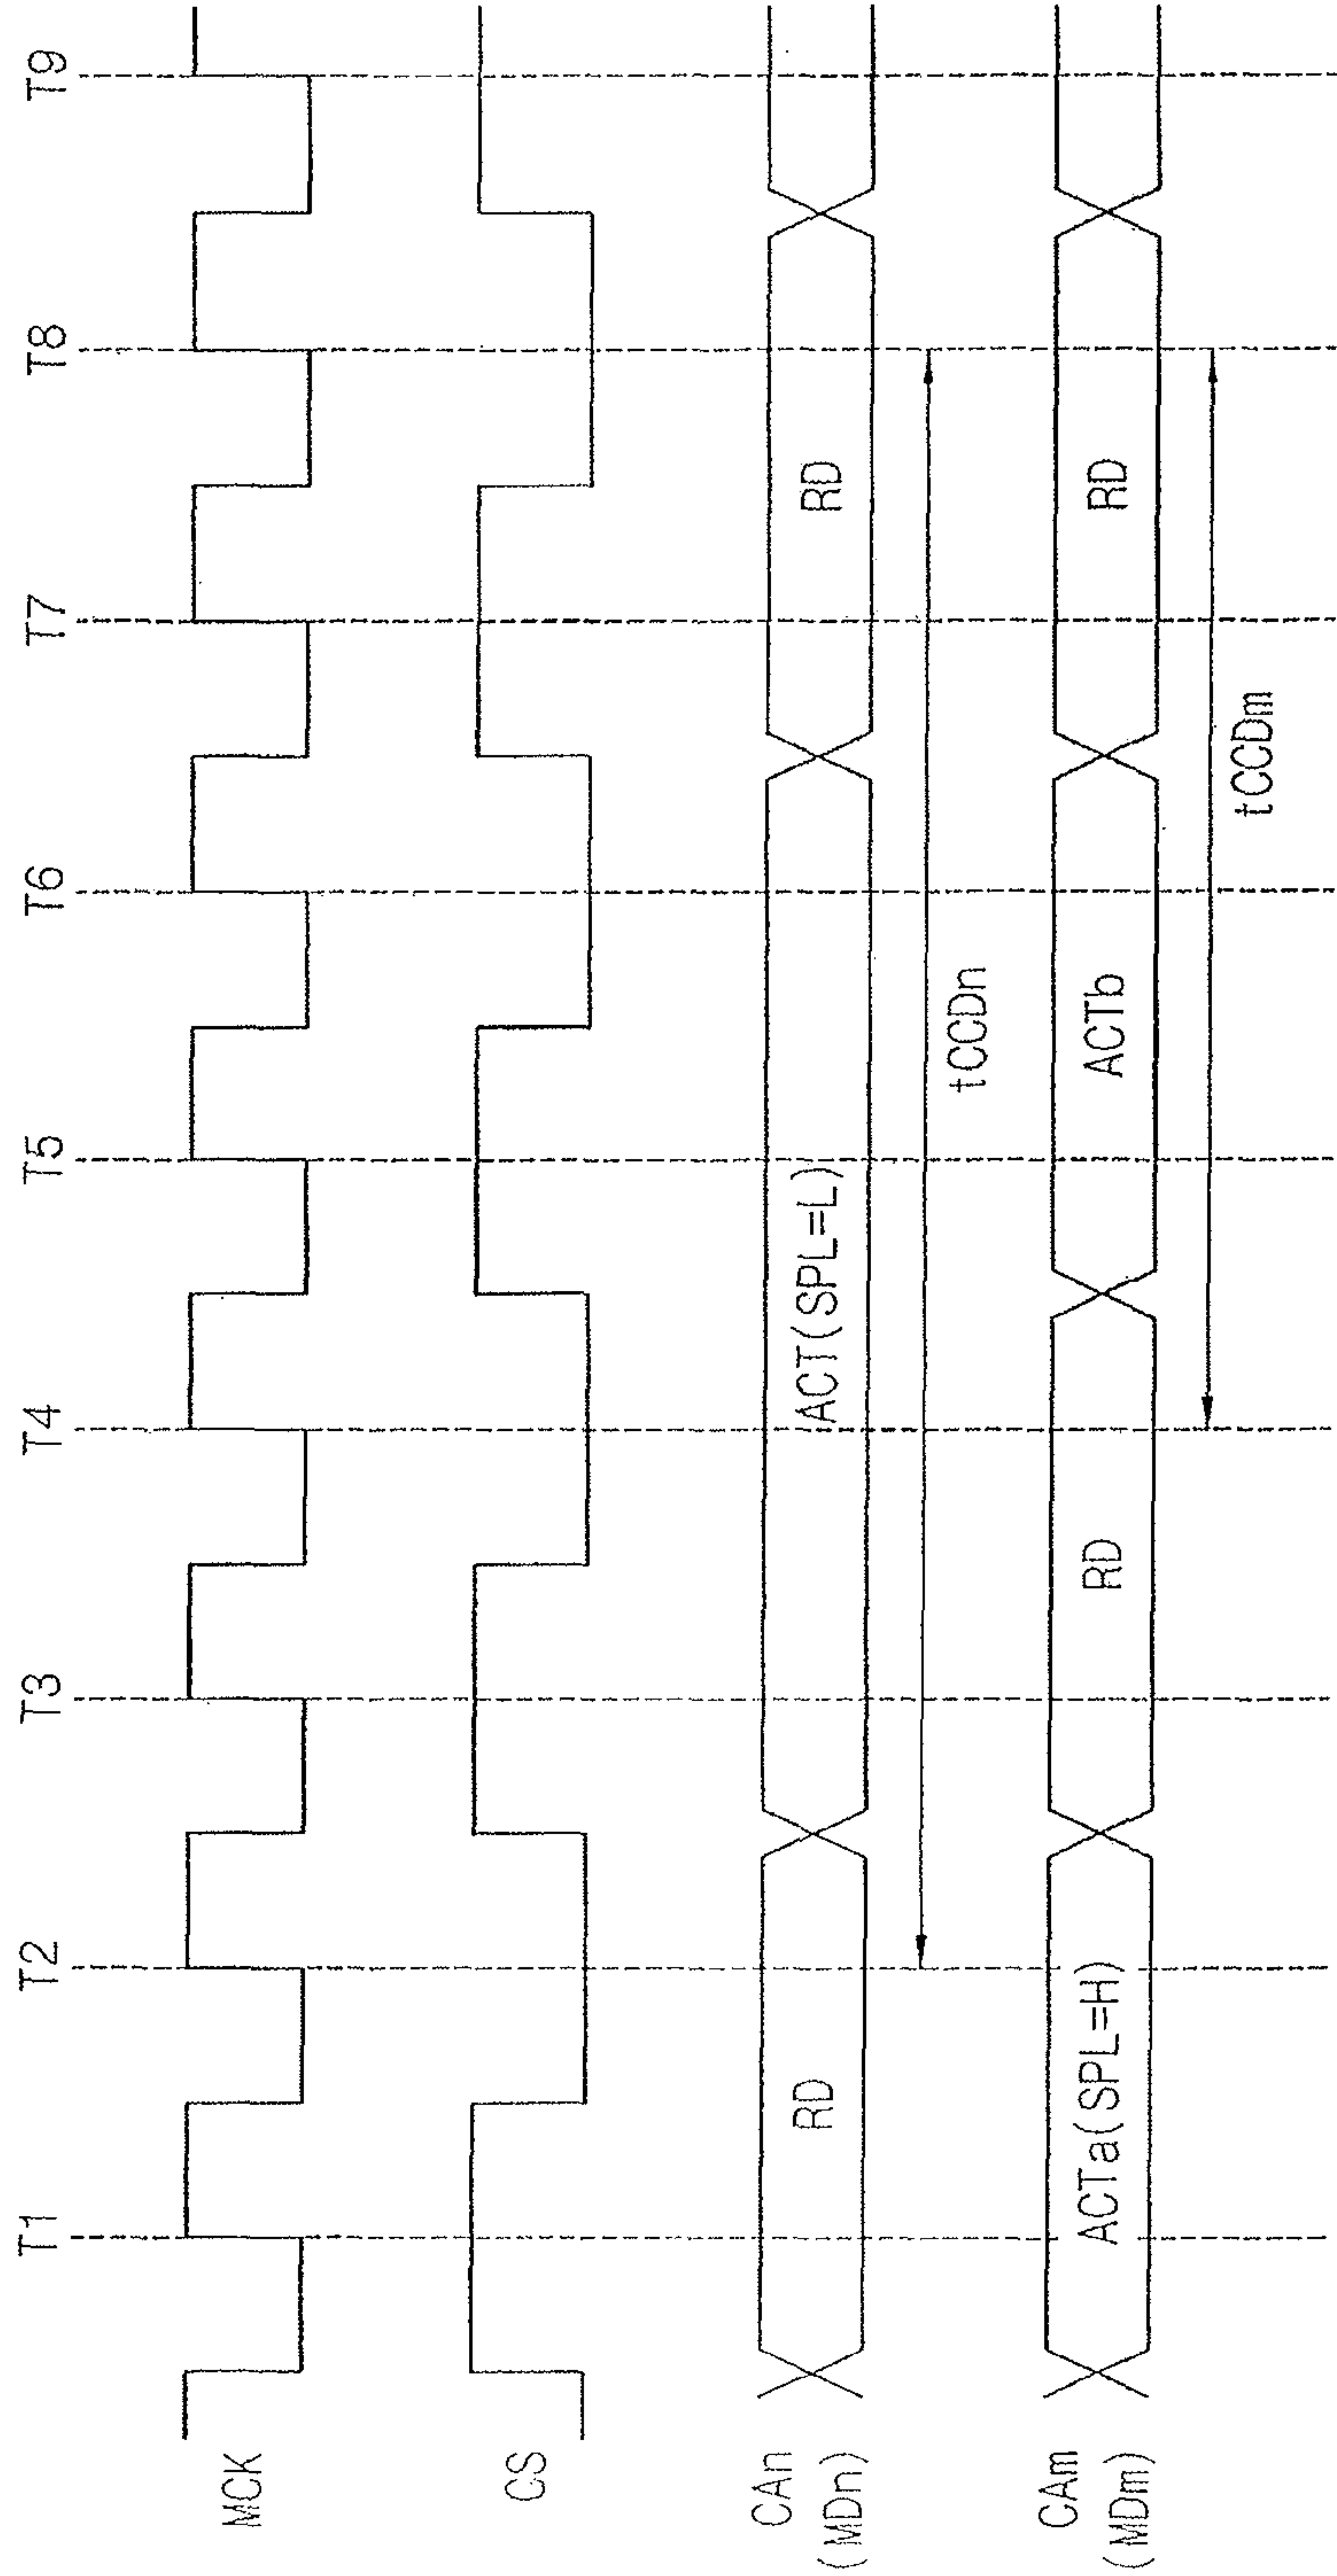 T1 T2 T3 T4 T5 T6 T7 T8 T9
MCK
CS
CAn
(MDn)
RD ACT(SPL=L) RD
tCCDn
CAm
(MDm)
ACTa(SPL=H) RD ACTb RD
tCCDm